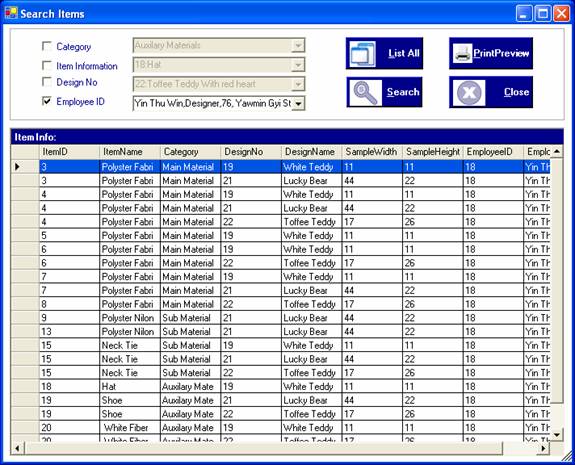 Search Items
Category Auxilary Materials
Item Information 18:Hat
Design No 22:Toffee Teddy With red heart
Employee ID Yin Thu Win,Designer,76, Yawmin Gyi St
List All PrintPreview
Search Close
Item Info:
ItemID ItemName Category DesignNo DesignName SampleWidth SampleHeight EmployeeID Emplo
3 Polyster Fabri Main Material 19 White Teddy 11 11 18 Yin Th
3 Polyster Fabri Main Material 21 Lucky Bear 44 22 18 Yin Th
4 Polyster Fabri Main Material 19 White Teddy 11 11 18 Yin Th
4 Polyster Fabri Main Material 21 Lucky Bear 44 22 18 Yin Th
4 Polyster Fabri Main Material 22 Toffee Teddy 17 26 18 Yin Th
5 Polyster Fabri Main Material 19 White Teddy 11 11 18 Yin Th
6 Polyster Fabri Main Material 19 White Teddy 11 11 18 Yin Th
6 Polyster Fabri Main Material 22 Toffee Teddy 17 26 18 Yin Th
7 Polyster Fabri Main Material 19 White Teddy 11 11 18 Yin Th
7 Polyster Fabri Main Material 21 Lucky Bear 44 22 18 Yin Th
8 Polyster Fabri Main Material 22 Toffee Teddy 17 26 18 Yin Th
9 Polyster Nilon Sub Material 21 Lucky Bear 44 22 18 Yin Th
13 Polyster Nilon Sub Material 21 Lucky Bear 44 22 18 Yin Th
15 Neck Tie Sub Material 19 White Teddy 11 11 18 Yin Th
15 Neck Tie Sub Material 21 Lucky Bear 44 22 18 Yin Th
15 Neck Tie Sub Material 22 Toffee Teddy 17 26 18 Yin Th
18 Hat Auxilary Mate 19 White Teddy 11 11 18 Yin Th
19 Shoe Auxilary Mate 21 Lucky Bear 44 22 18 Yin Th
19 Shoe Auxilary Mate 22 Toffee Teddy 17 26 18 Yin Th
20 White Fiber Auxilary Mate 19 White Teddy 11 11 18 Yin Th
20 White Fiber Auxilary Mate 22 Toffee Teddy 17 26 18 Yin Th